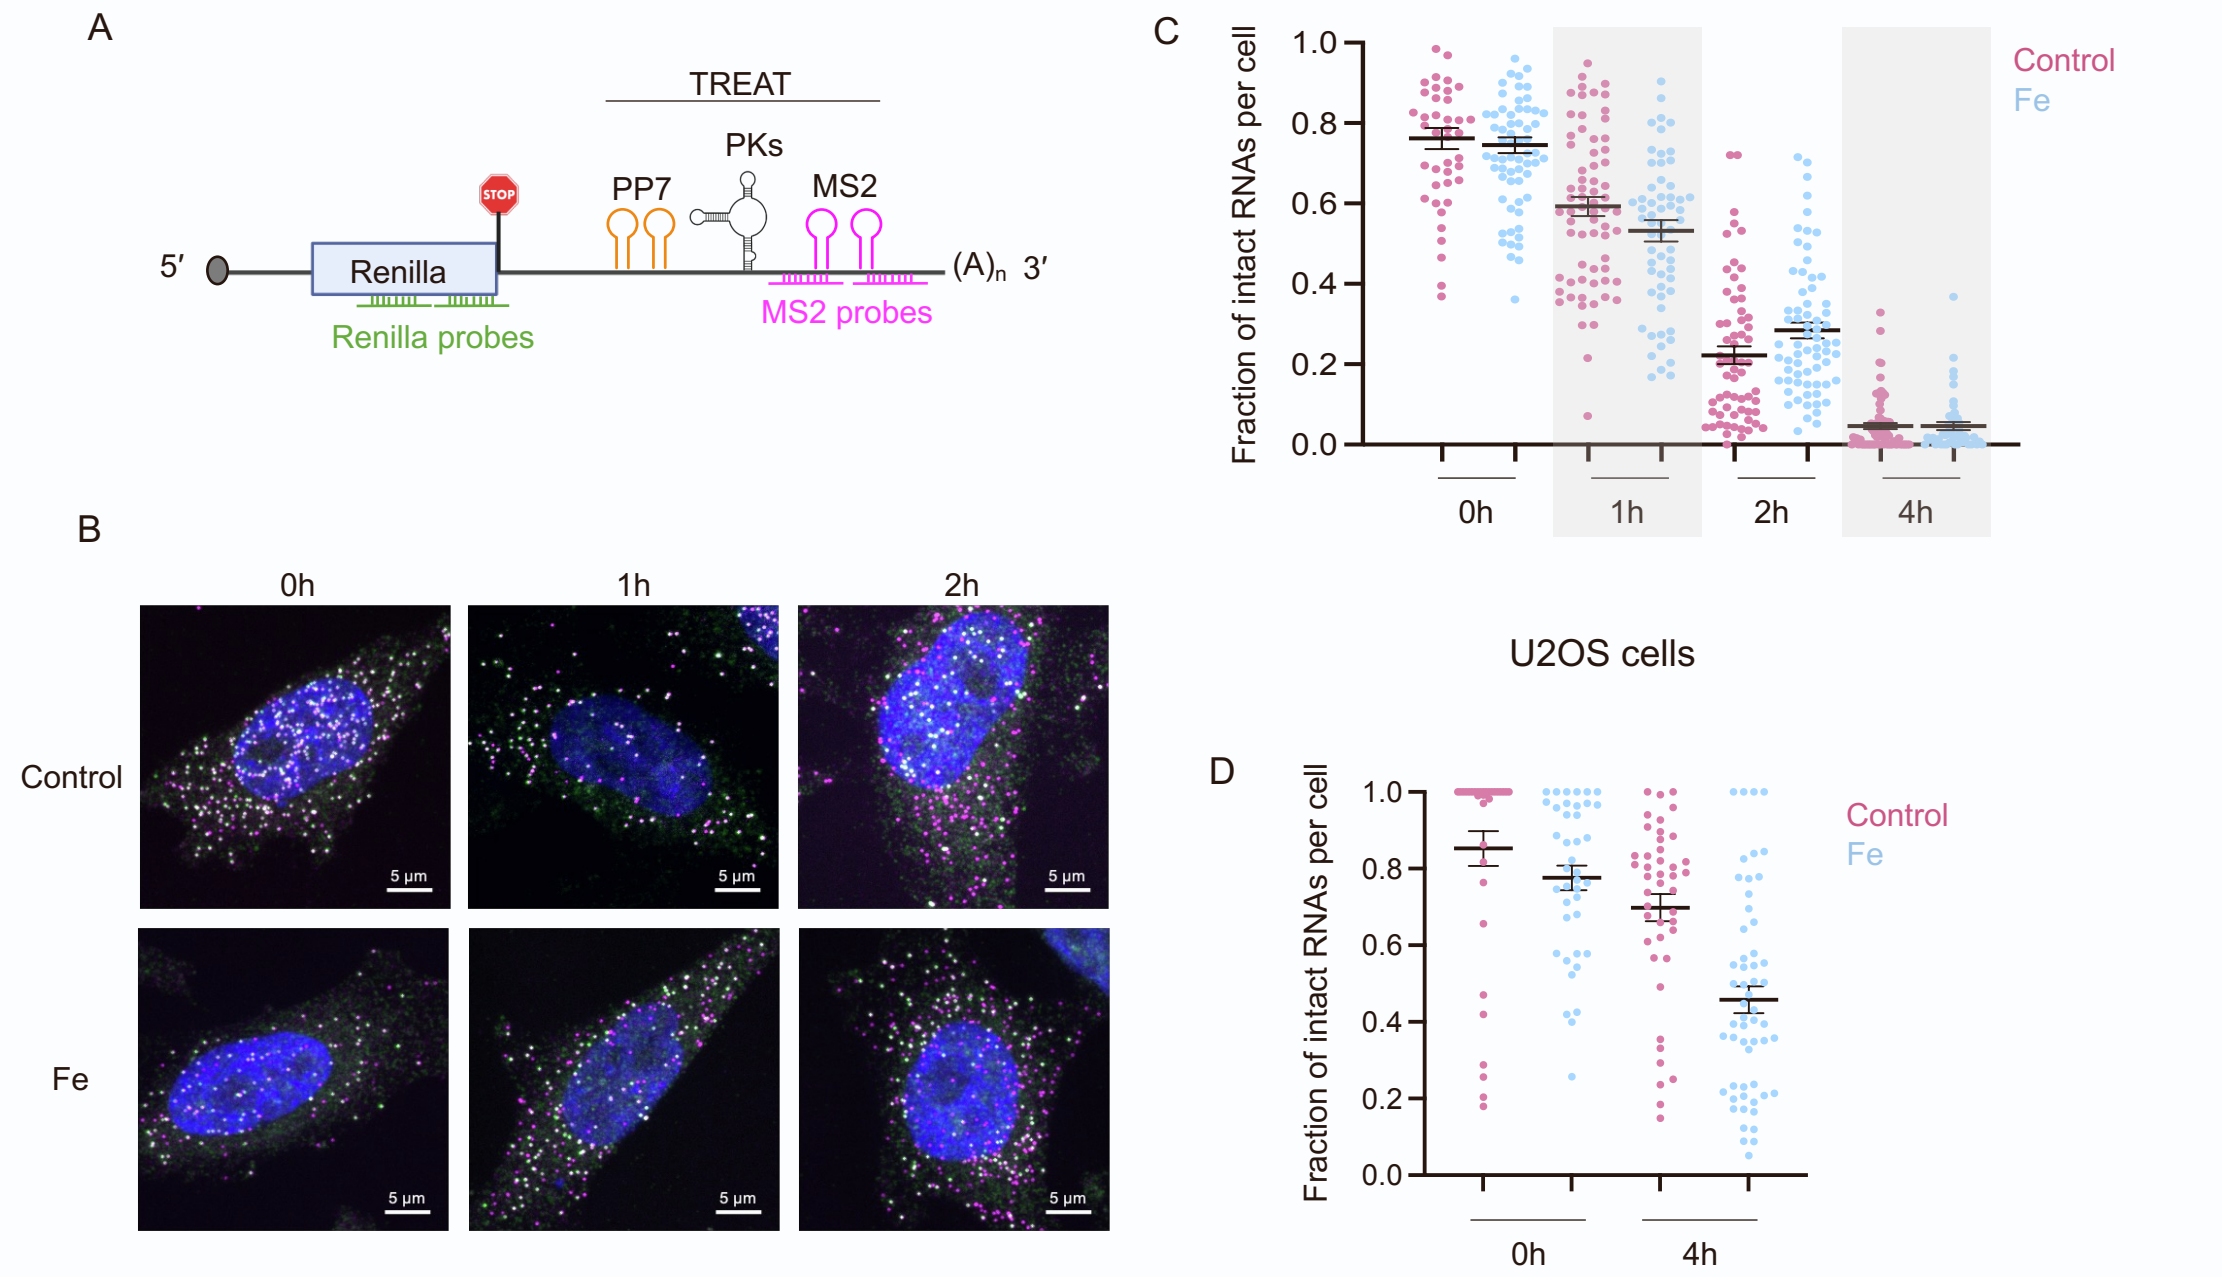 A
TREAT
PKs
PP7
MS2
STOP
5′
Renilla
(A)n 3′
Renilla probes
MS2 probes
B
0h
1h
2h
Control
5 µm
5 µm
5 µm
Fe
5 µm
5 µm
5 µm
C
Fraction of intact RNAs per cell
1.0
0.8
0.6
0.4
0.2
0.0
0h
1h
2h
4h
Control
Fe
U2OS cells
D
Fraction of intact RNAs per cell
1.0
0.8
0.6
0.4
0.2
0.0
0h
4h
Control
Fe